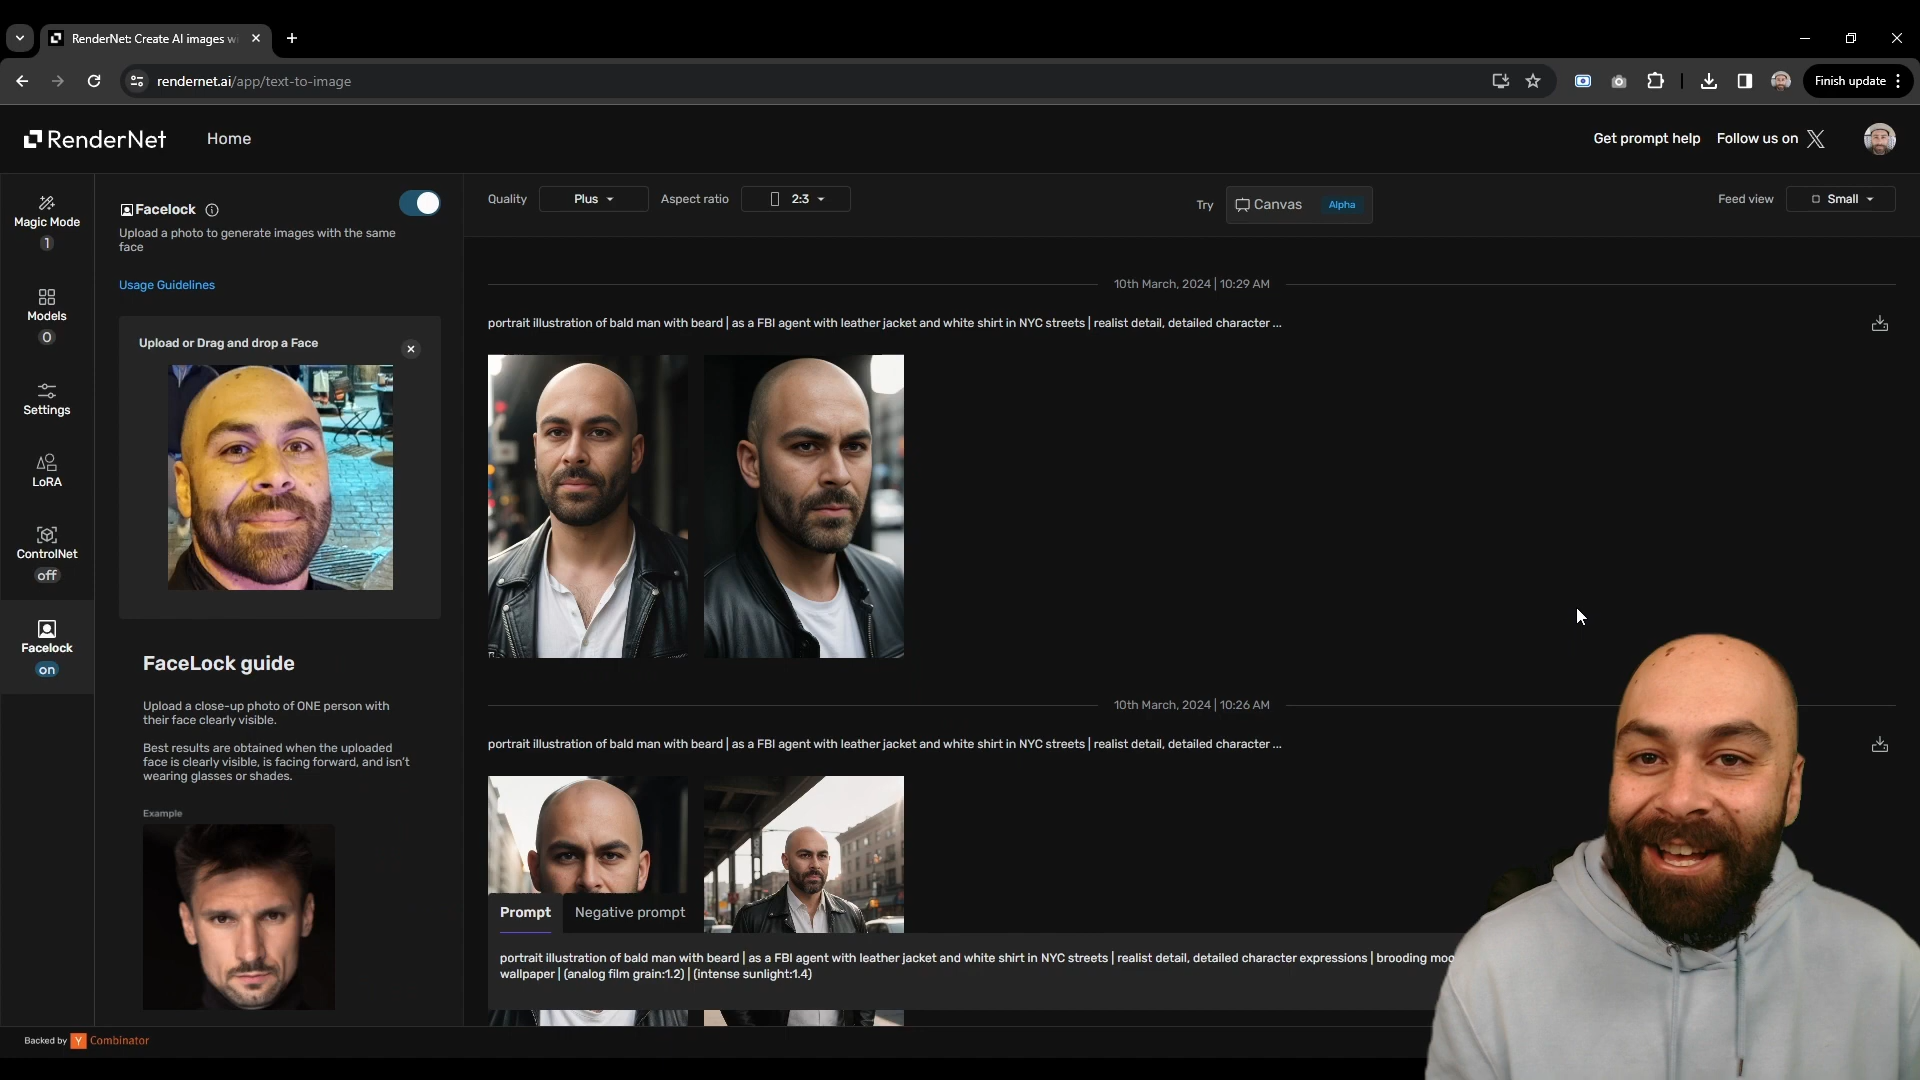 RenderNet: Create AI images w
rendernet.ai/app/text-to-image
Finish update
RenderNet
Home
Get prompt help
Follow us on X
Magic Mode
1
Models
0
Settings
LoRA
ControlNet
off
Facelock
on
Facelock
Upload a photo to generate images with the same
face
Usage Guidelines
Upload or Drag and drop a Face
FaceLock guide
Upload a close-up photo of ONE person with
their face clearly visible.
Best results are obtained when the uploaded
face is clearly visible, is facing forward, and isn't
wearing glasses or shades.
Example
Quality
Plus
Aspect ratio
2:3
Try
Canvas
Alpha
Feed view
Small
10th March, 2024 | 10:29 AM
portrait illustration of bald man with beard | as a FBI agent with leather jacket and white shirt in NYC streets | realist detail, detailed character ...
10th March, 2024 | 10:26 AM
portrait illustration of bald man with beard | as a FBI agent with leather jacket and white shirt in NYC streets | realist detail, detailed character ...
Prompt
Negative prompt
portrait illustration of bald man with beard | as a FBI agent with leather jacket and white shirt in NYC streets | realist detail, detailed character expressions | brooding moo
wallpaper | (analog film grain:1.2) | (intense sunlight:1.4)
Backed by Y Combinator